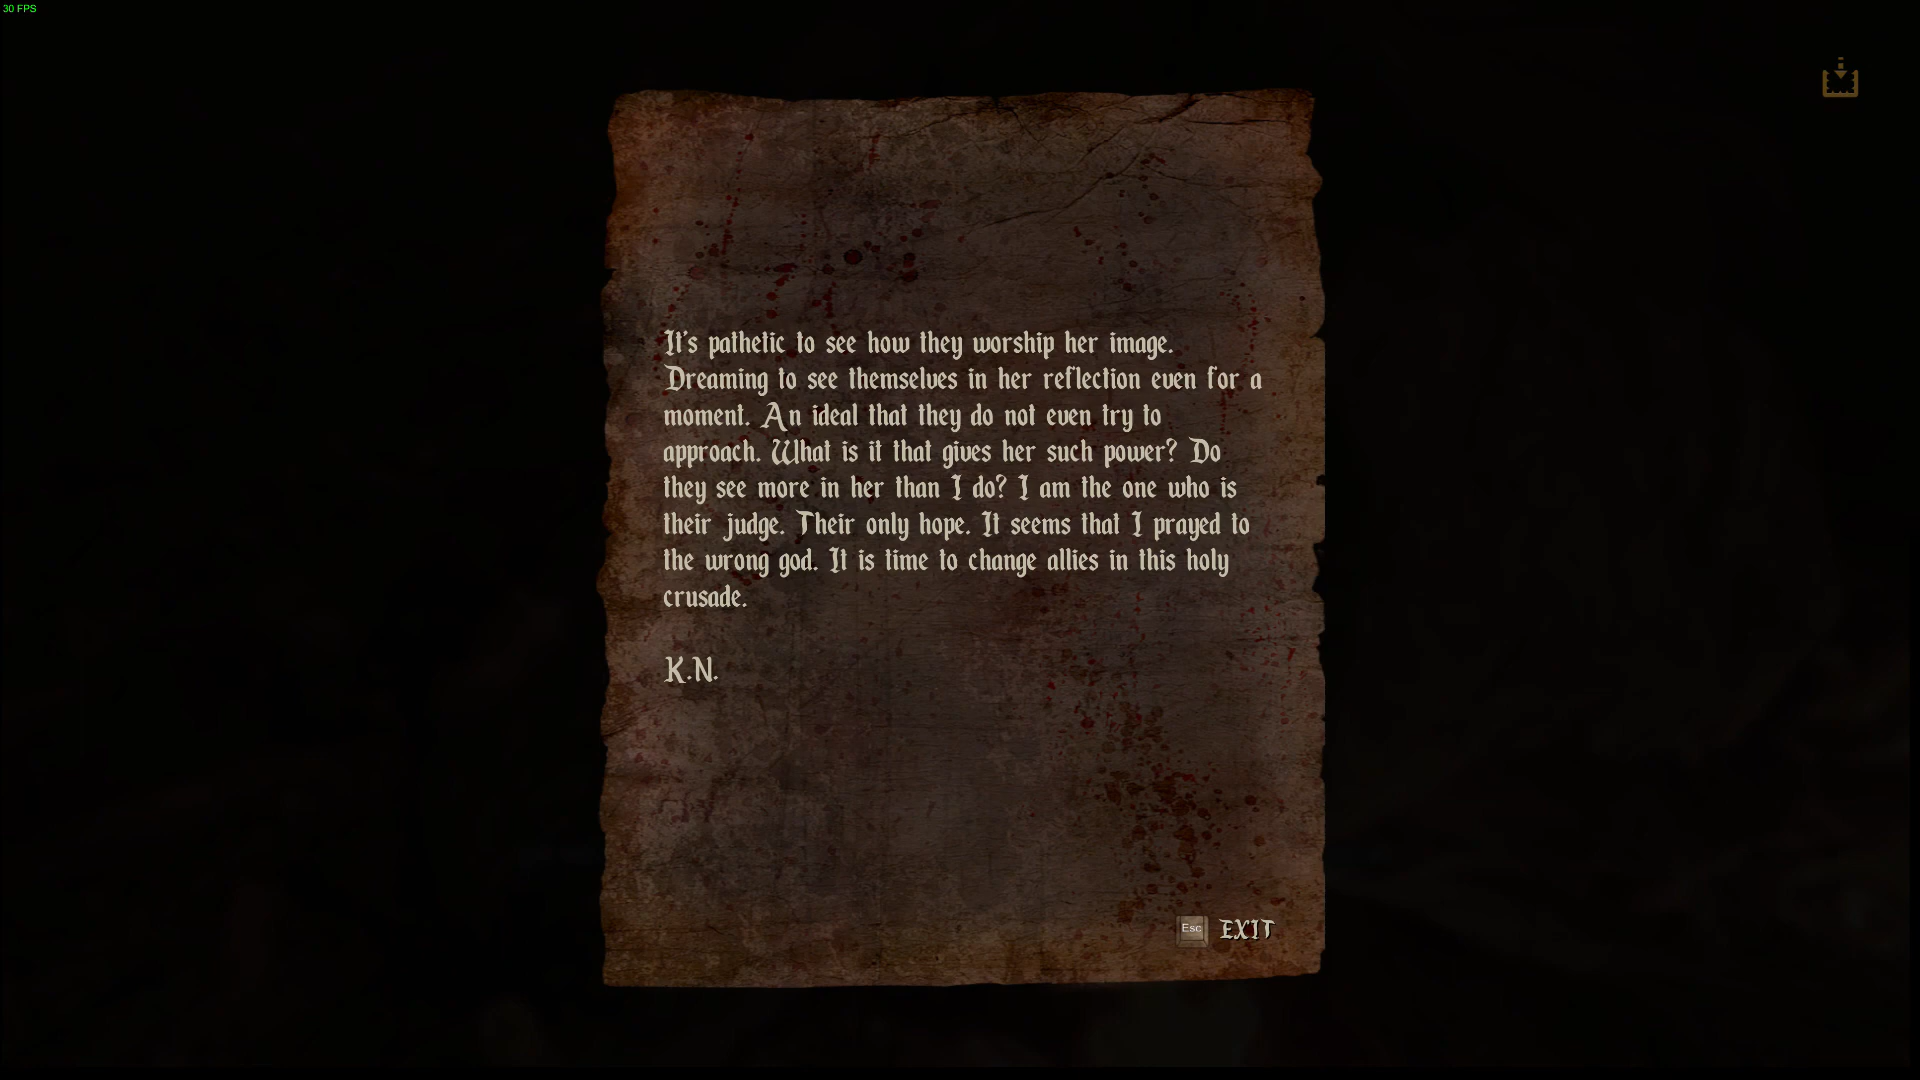 30 FPS
It's pathetic to see how they worship her image.
Dreaming to see themselves in her reflection even for a
moment. An ideal that they do not even try to
approach. What is it that gives her such power? Do
they see more in her than I do? I am the one who is
their judge. Their only hope. It seems that I prayed to
the wrong god. It is time to change allies in this holy
crusade.
K.N.
Esc EXIT